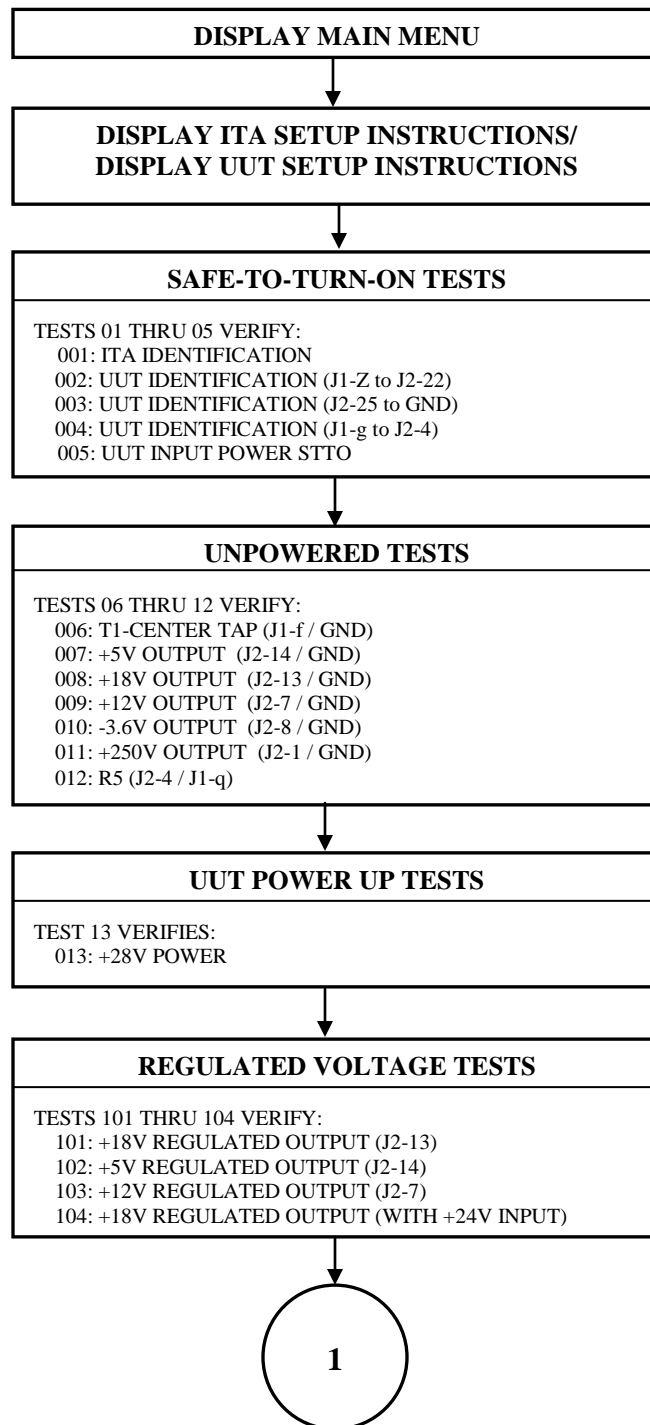 DISPLAY MAIN MENU
DISPLAY ITA SETUP INSTRUCTIONS/
DISPLAY UUT SETUP INSTRUCTIONS
SAFE-TO-TURN-ON TESTS
TESTS 01 THRU 05 VERIFY:
001: ITA IDENTIFICATION
002: UUT IDENTIFICATION (J1-Z to J2-22)
003: UUT IDENTIFICATION (J2-25 to GND)
004: UUT IDENTIFICATION (J1-g to J2-4)
005: UUT INPUT POWER STTO
UNPOWERED TESTS
TESTS 06 THRU 12 VERIFY:
006: T1-CENTER TAP (J1-f / GND)
007: +5V OUTPUT (J2-14 / GND)
008: +18V OUTPUT (J2-13 / GND)
009: +12V OUTPUT (J2-7 / GND)
010: -3.6V OUTPUT (J2-8 / GND)
011: +250V OUTPUT (J2-1 / GND)
012: R5 (J2-4 / J1-q)
UUT POWER UP TESTS
TEST 13 VERIFIES:
013: +28V POWER
REGULATED VOLTAGE TESTS
TESTS 101 THRU 104 VERIFY:
101: +18V REGULATED OUTPUT (J2-13)
102: +5V REGULATED OUTPUT (J2-14)
103: +12V REGULATED OUTPUT (J2-7)
104: +18V REGULATED OUTPUT (WITH +24V INPUT)
1